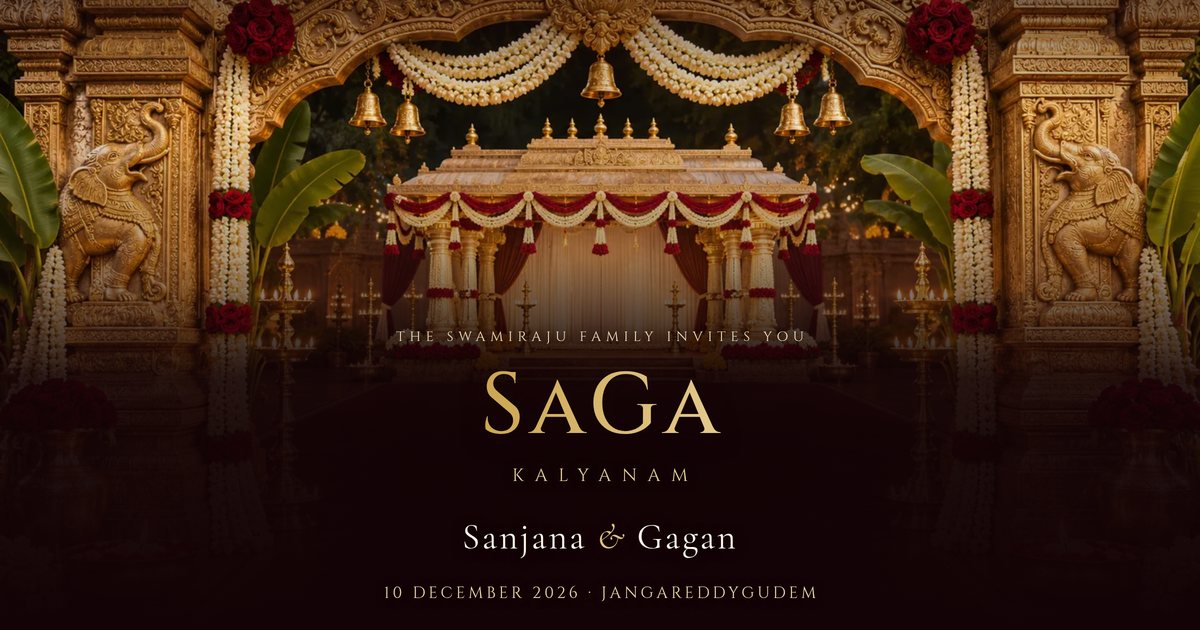 THE SWAMIRAJU FAMILY INVITES YOU
SAGA
KALYANAM
Sanjana & Gagan
10 DECEMBER 2026 · JANGAREDDYGUDEM